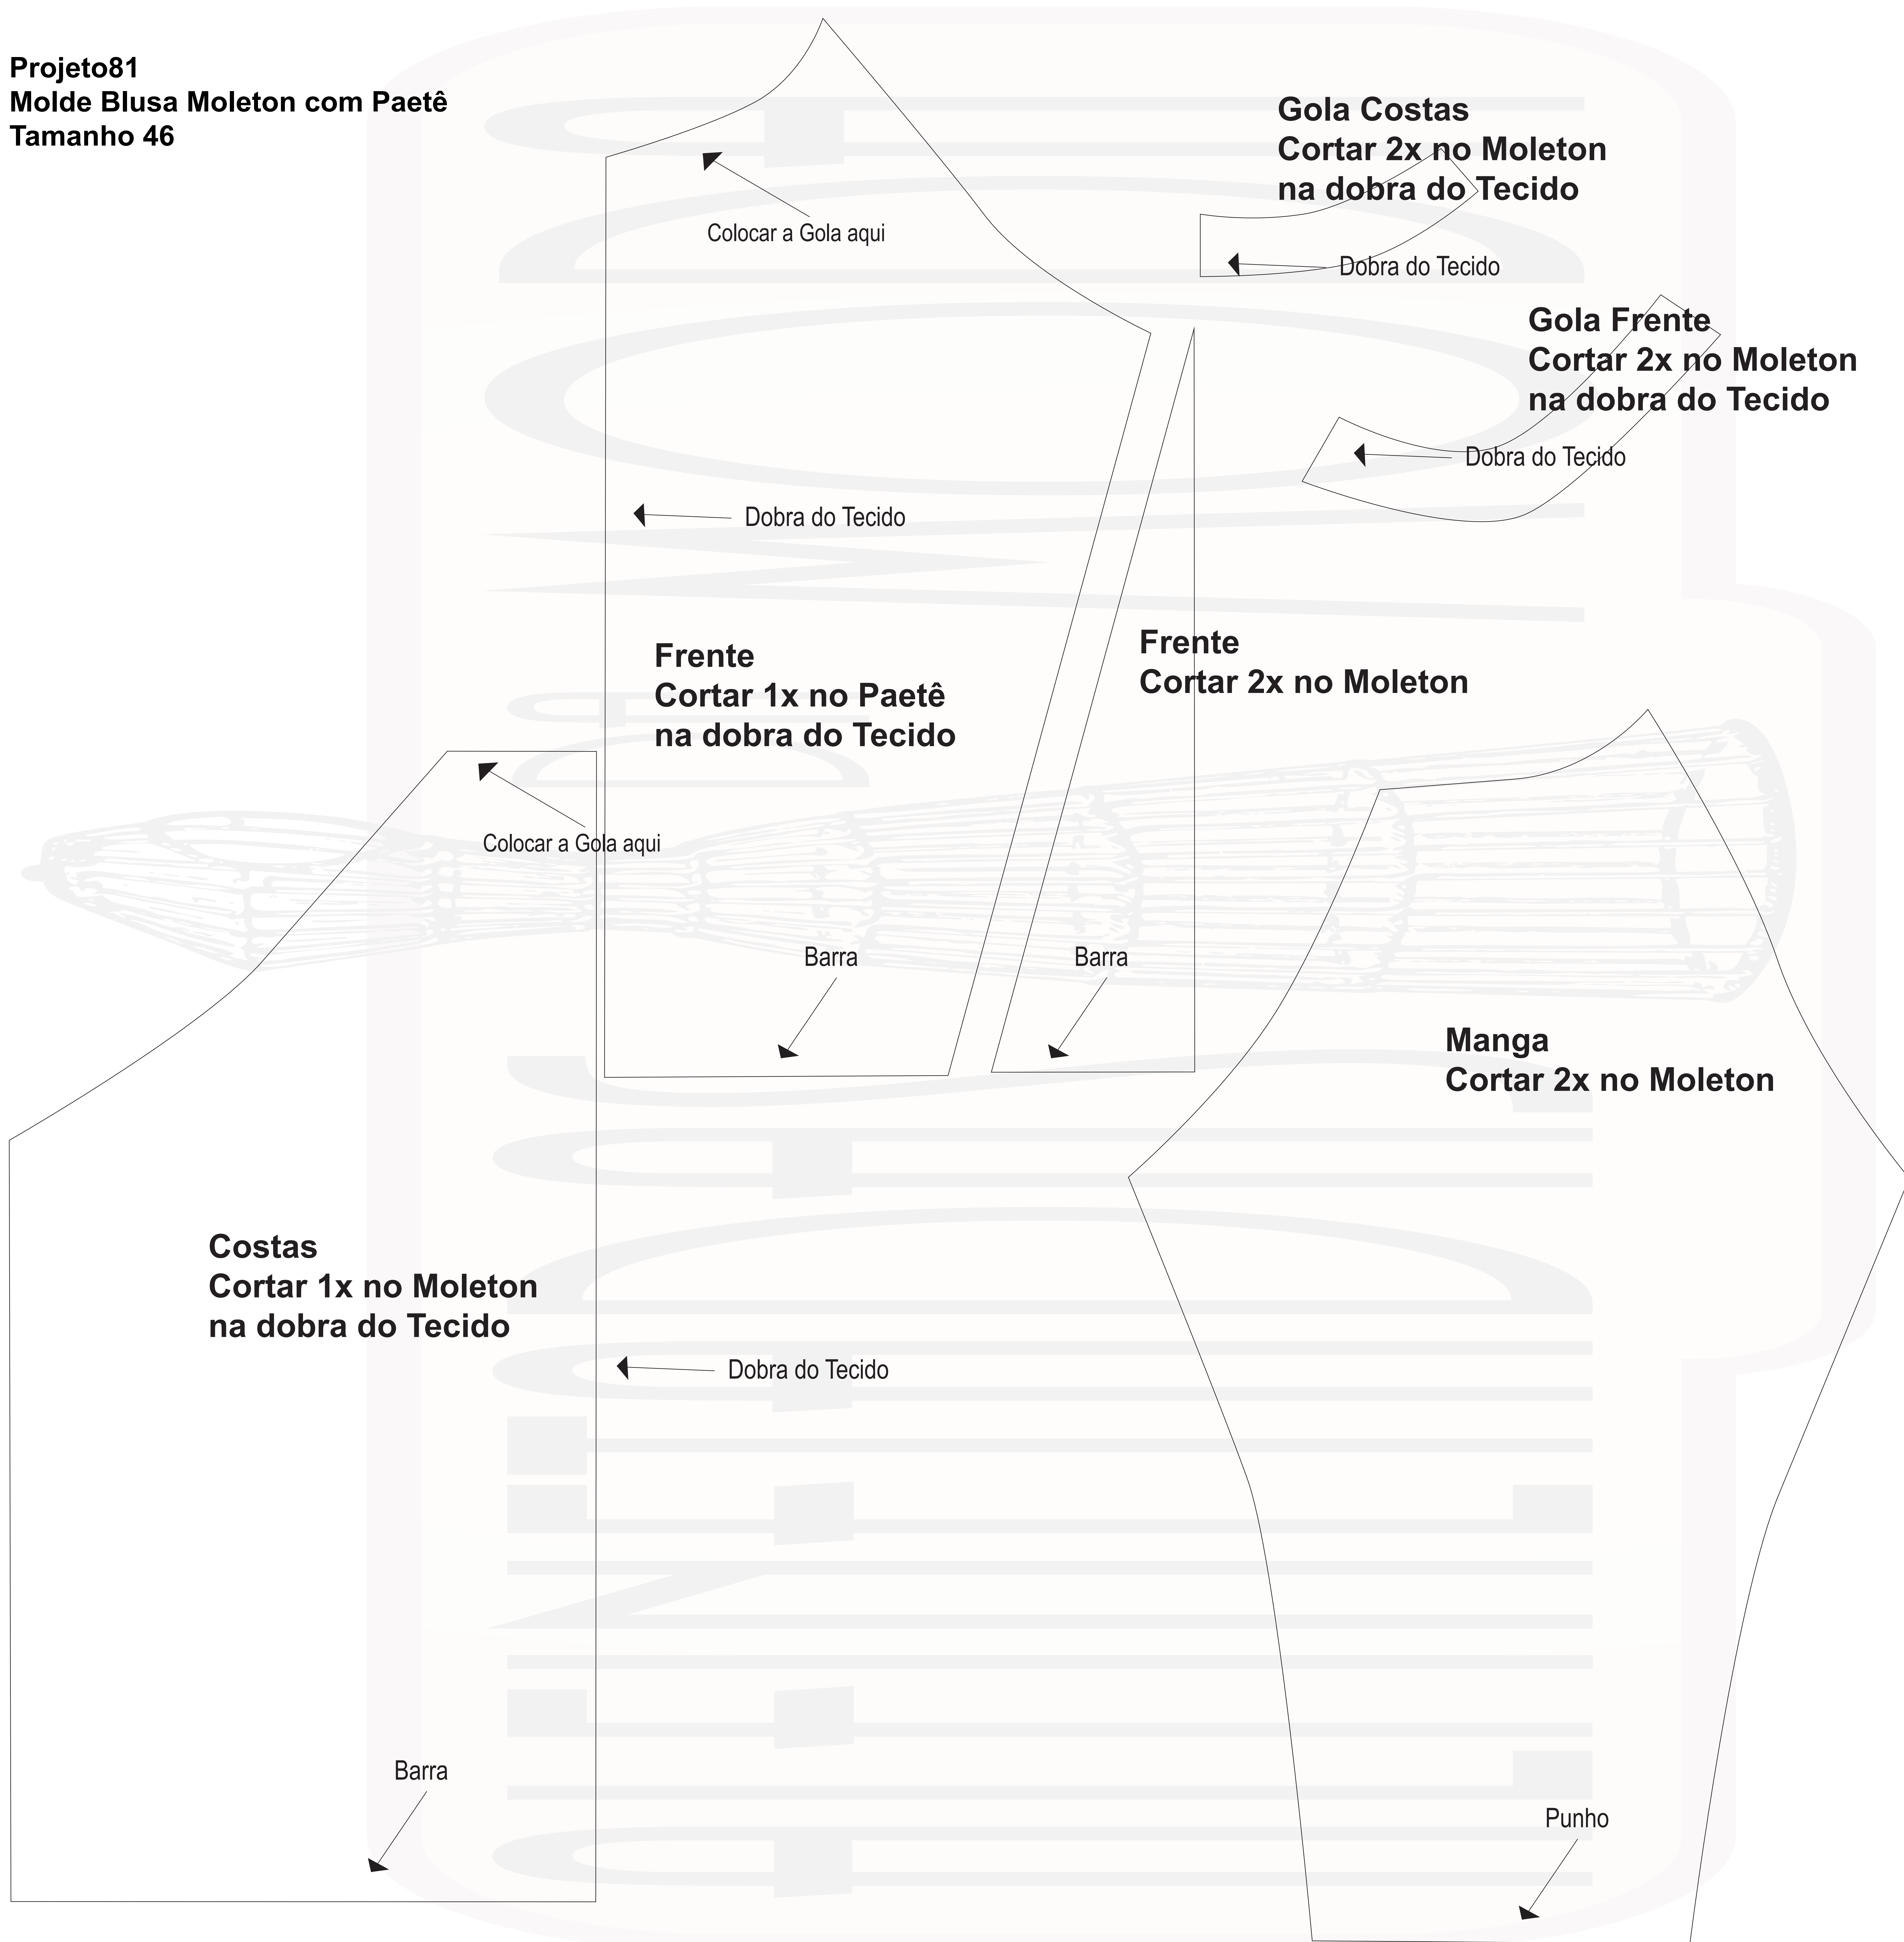 Projeto81
Molde Blusa Moleton com Paetê
Tamanho 46
Gola Costas
Cortar 2x no Moleton
na dobra do Tecido
Colocar a Gola aqui
Dobra do Tecido
Gola Frente
Cortar 2x no Moleton
na dobra do Tecido
Dobra do Tecido
Dobra do Tecido
Frente
Cortar 1x no Paetê
na dobra do Tecido
Frente
Cortar 2x no Moleton
Colocar a Gola aqui
Barra
Barra
Manga
Cortar 2x no Moleton
Costas
Cortar 1x no Moleton
na dobra do Tecido
Dobra do Tecido
Barra
Punho